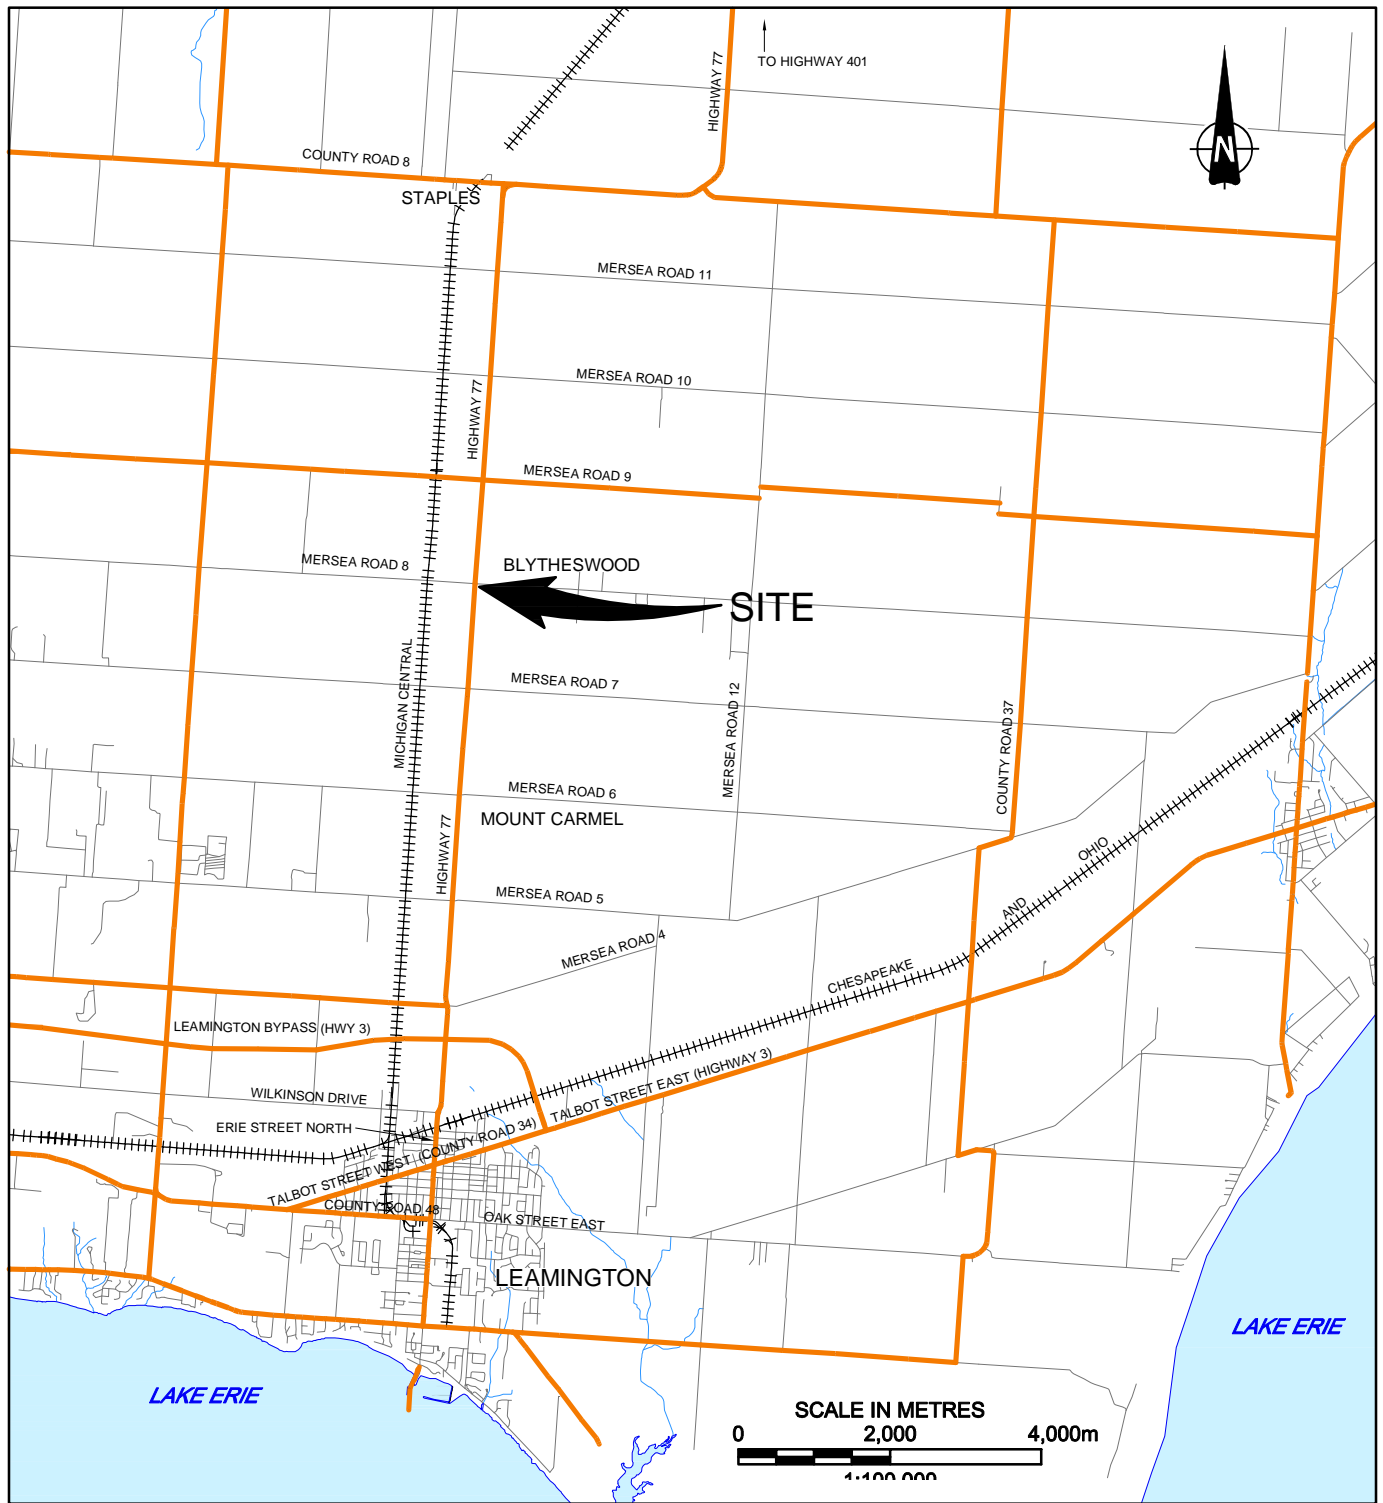 HIGHWAY 77
TO HIGHWAY 401
N
COUNTY ROAD 8
STAPLES
MERSEA ROAD 11
MERSEA ROAD 10
HIGHWAY 77
MERSEA ROAD 9
MERSEA ROAD 8
BLYTHESWOOD
SITE
MICHIGAN CENTRAL
MERSEA ROAD 7
MERSEA ROAD 12
COUNTY ROAD 37
MERSEA ROAD 6
MOUNT CARMEL
HIGHWAY 77
OHIO
MERSEA ROAD 5
AND
MERSEA ROAD 4
CHESAPEAKE
LEAMINGTON BYPASS (HWY 3)
TALBOT STREET EAST (HIGHWAY 3)
WILKINSON DRIVE
ERIE STREET NORTH
TALBOT STREET WEST (COUNTY ROAD 34)
COUNTY ROAD 48
OAK STREET EAST
LEAMINGTON
LAKE ERIE
LAKE ERIE
SCALE IN METRES
0 2,000 4,000m
1:100,000